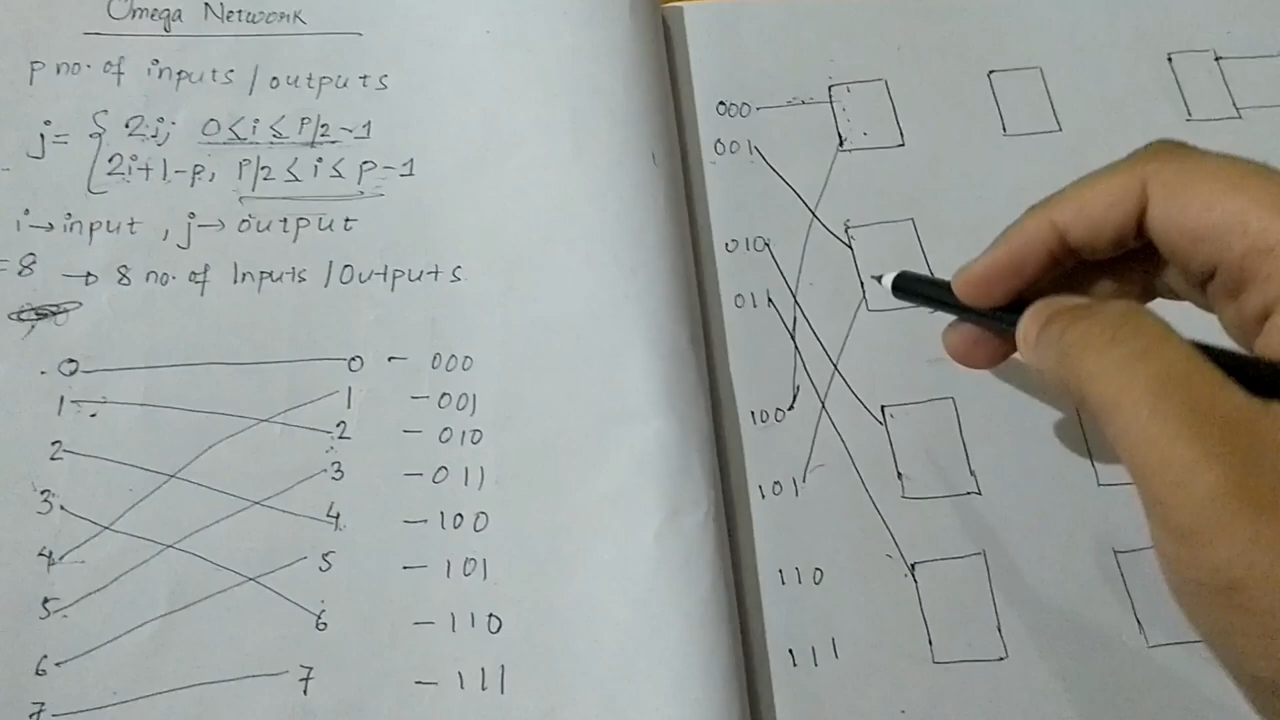 Omega Network
p no. of inputs / outputs
j = { 2i, 0 ≤ i ≤ P/2 - 1
2i+1-p, P/2 ≤ i ≤ p-1
i → input, j → output
= 8 → 8 no. of Inputs / Outputs
0 0 - 000
1 1 - 001
2 2 - 010
3 3 - 011
4 4 - 100
5 5 - 101
6 6 - 110
7 7 - 111
000
001
010
011
100
101
110
111